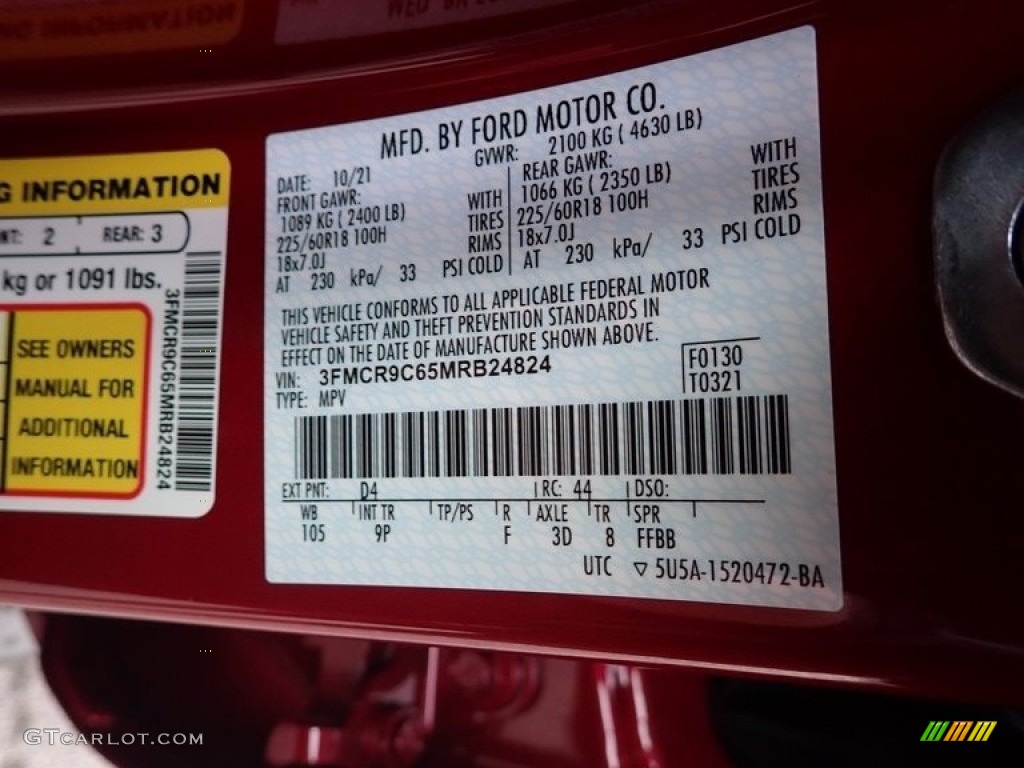 G INFORMATION
NT: 2 REAR: 3
kg or 1091 lbs.
SEE OWNERS
MANUAL FOR
ADDITIONAL
INFORMATION
3FMCR9C65MRB24824
MFD. BY FORD MOTOR CO.
DATE: 10/21 GVWR: 2100 KG ( 4630 LB)
FRONT GAWR: REAR GAWR:
1089 KG ( 2400 LB) WITH 1066 KG ( 2350 LB) WITH
225/60R18 100H TIRES 225/60R18 100H TIRES
18x7.0J RIMS 18x7.0J RIMS
AT 230 kPa/ 33 PSI COLD AT 230 kPa/ 33 PSI COLD
THIS VEHICLE CONFORMS TO ALL APPLICABLE FEDERAL MOTOR
VEHICLE SAFETY AND THEFT PREVENTION STANDARDS IN
EFFECT ON THE DATE OF MANUFACTURE SHOWN ABOVE.
VIN: 3FMCR9C65MRB24824 F0130
TYPE: MPV T0321
EXT PNT: D4 RC: 44 DSO:
WB INT TR TP/PS R AXLE TR SPR
105 9P F 3D 8 FFBB
UTC ▽ 5U5A-1520472-BA
GTCARLOT.COM